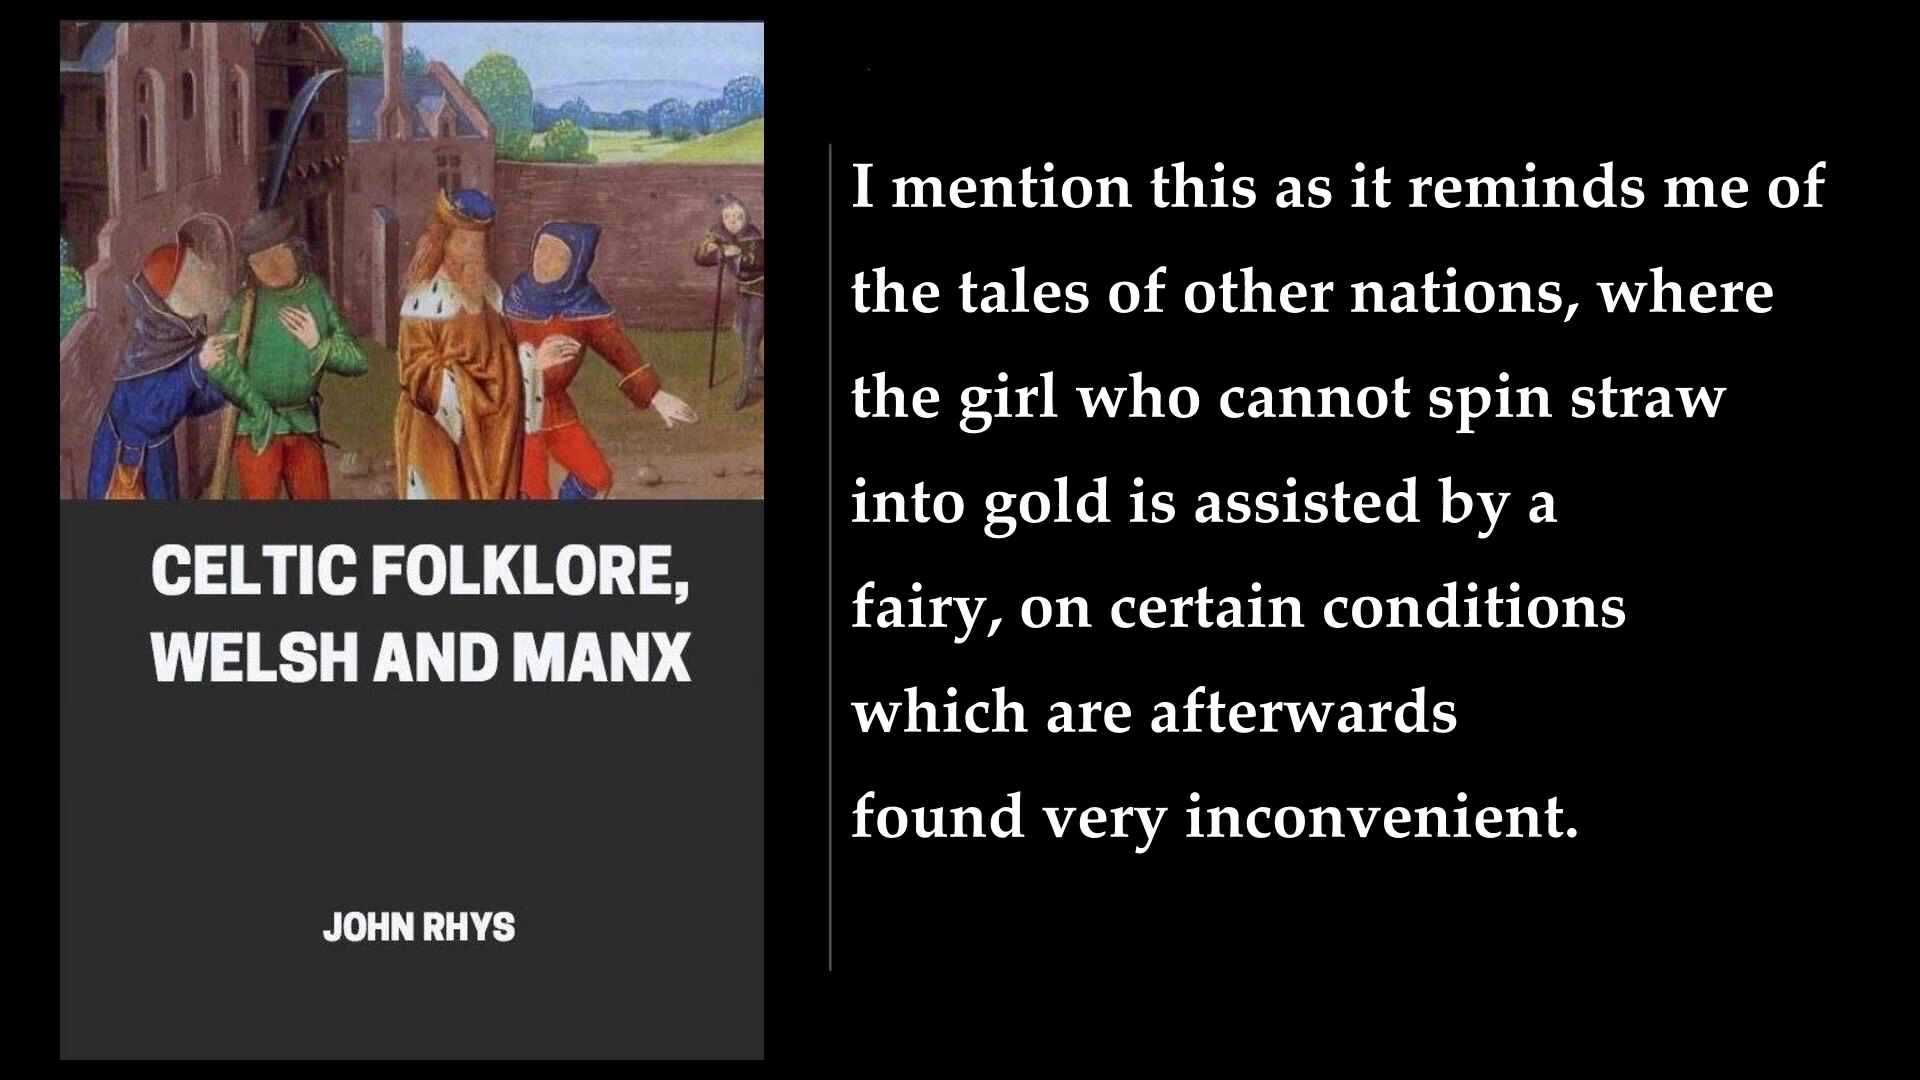 CELTIC FOLKLORE,
WELSH AND MANX
JOHN RHYS
I mention this as it reminds me of
the tales of other nations, where
the girl who cannot spin straw
into gold is assisted by a
fairy, on certain conditions
which are afterwards
found very inconvenient.